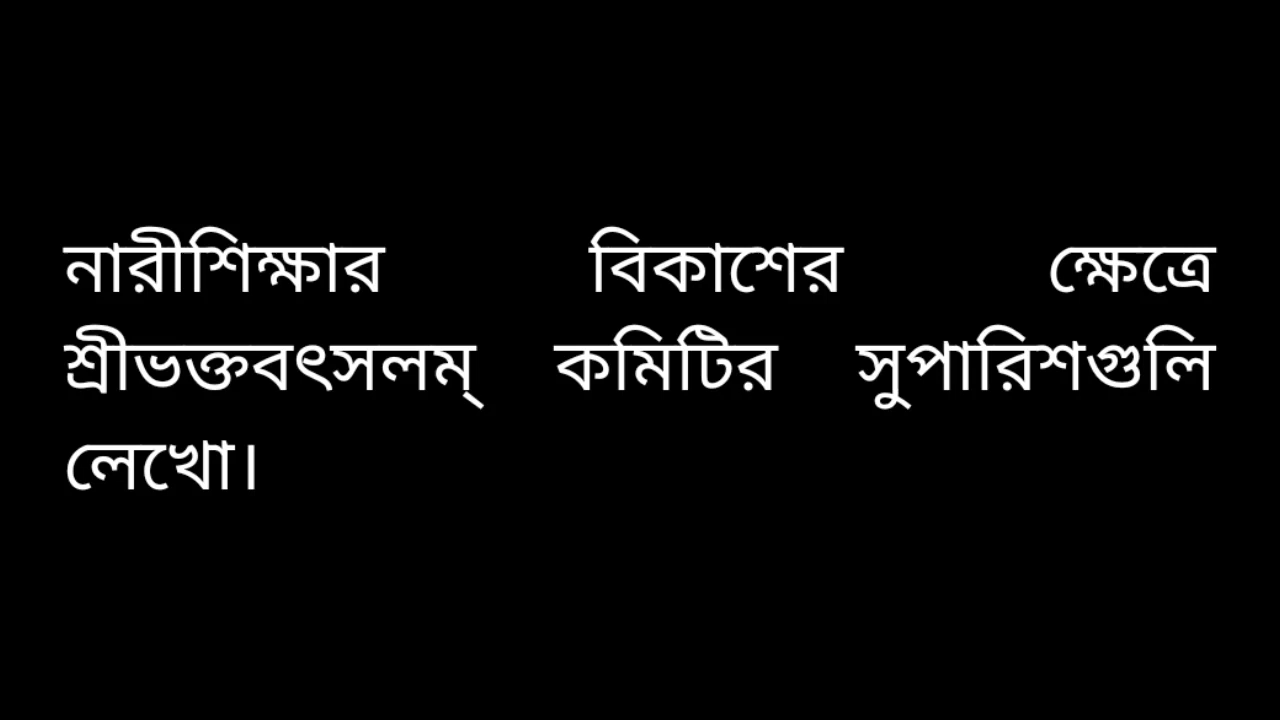 নারীশিক্ষার বিকাশের ক্ষেত্রে
শ্রীভক্তবৎসলম্ কমিটির সুপারিশগুলি
লেখো।